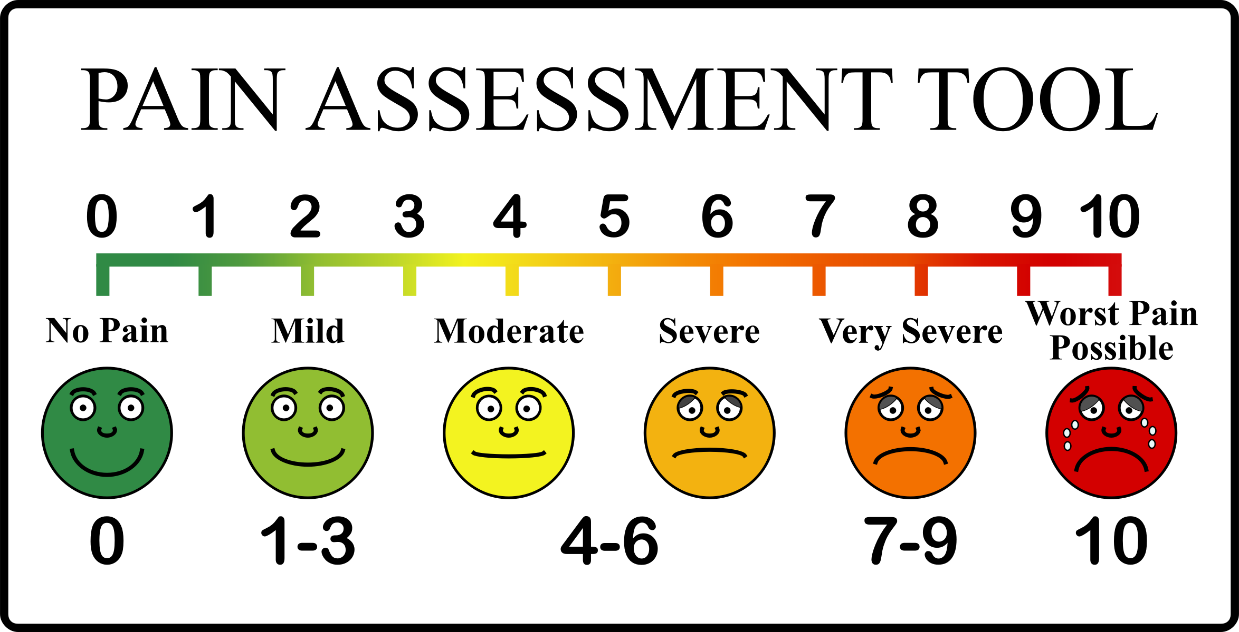 PAIN ASSESSMENT TOOL
0 1 2 3 4 5 6 7 8 9 10
No Pain Mild Moderate Severe Very Severe Worst Pain
Possible
0 1-3 4-6 7-9 10